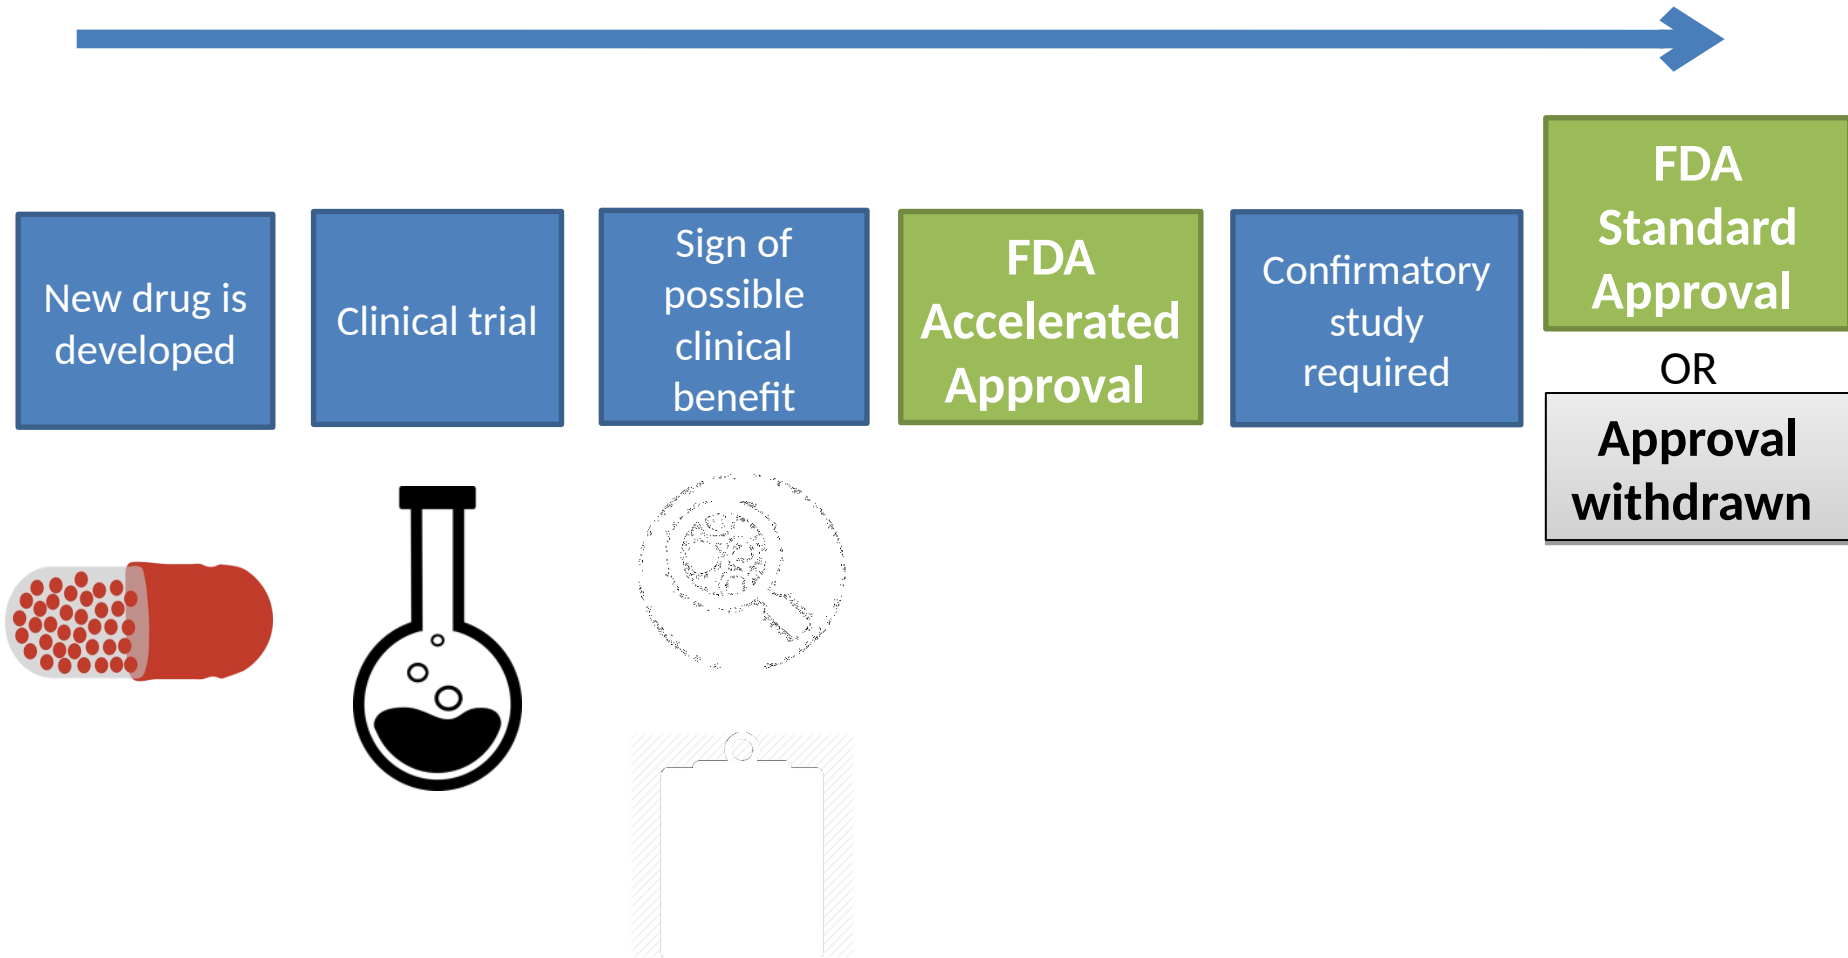 New drug is
developed
Clinical trial
Sign of
possible
clinical
benefit
FDA
Accelerated
Approval
Confirmatory
study
required
FDA
Standard
Approval
OR
Approval
withdrawn